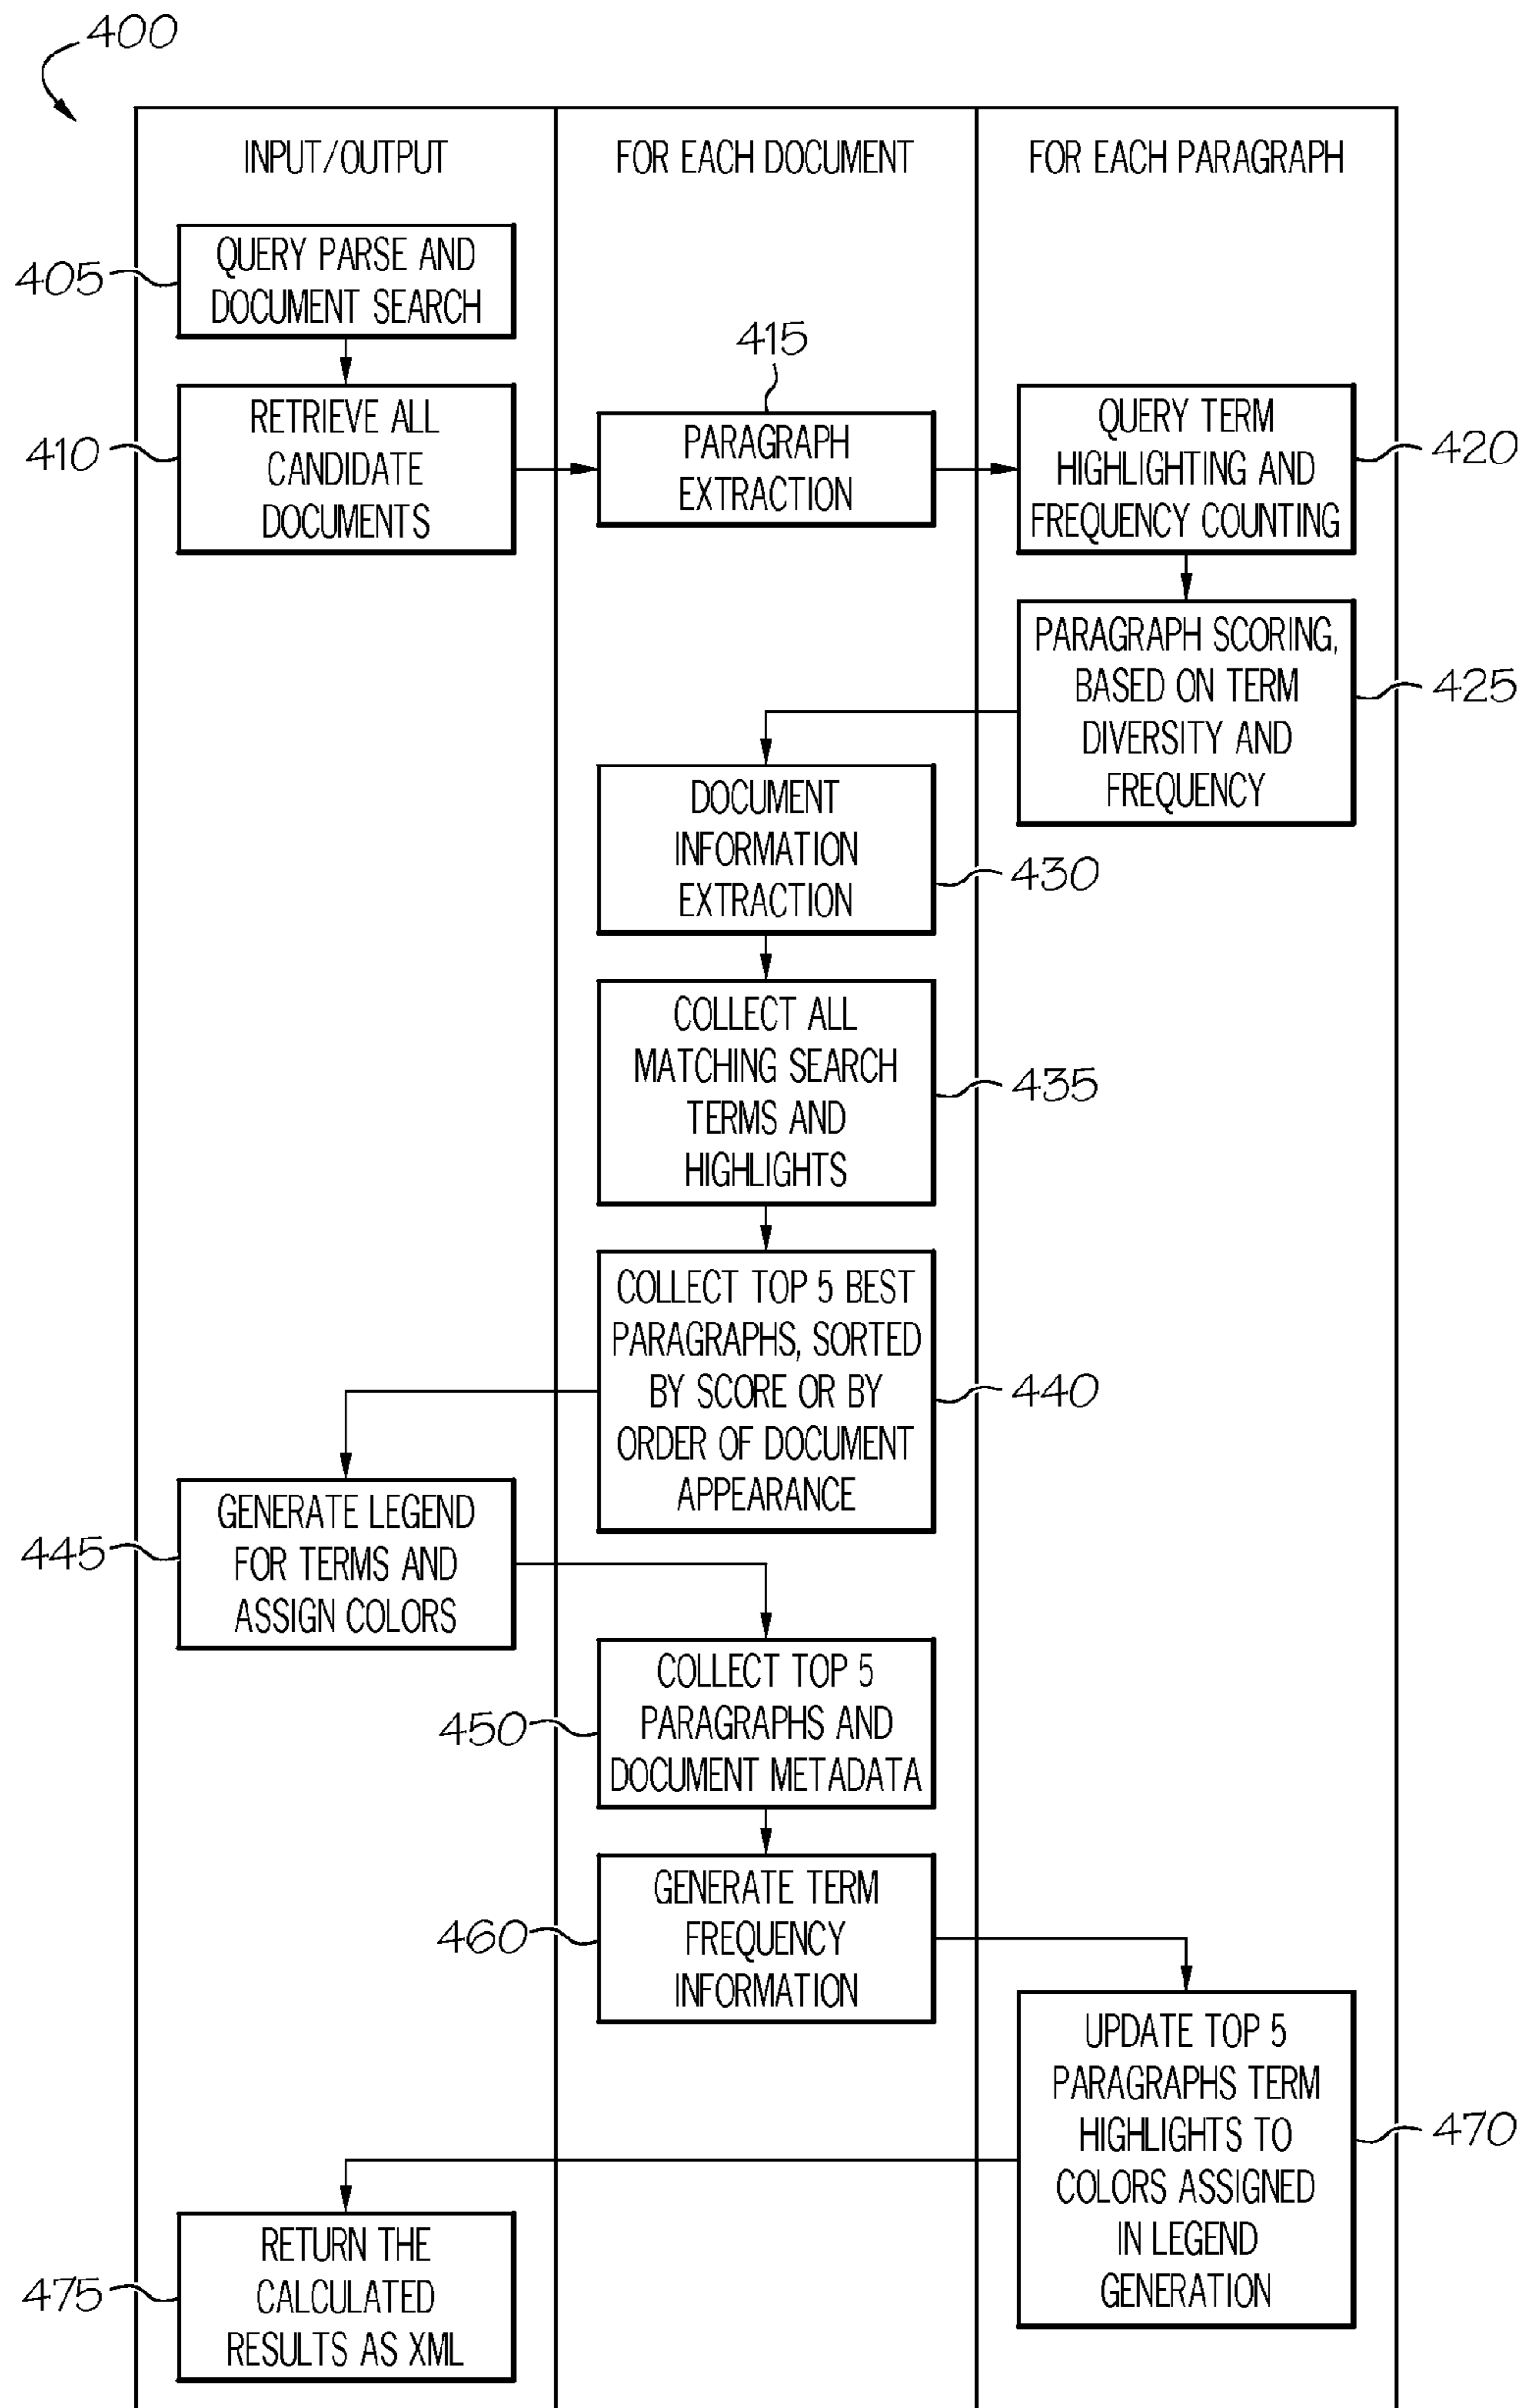 400
INPUT/OUTPUT
FOR EACH DOCUMENT
FOR EACH PARAGRAPH
405
QUERY PARSE AND
DOCUMENT SEARCH
410
RETRIEVE ALL
CANDIDATE
DOCUMENTS
415
PARAGRAPH
EXTRACTION
QUERY TERM
HIGHLIGHTING AND
FREQUENCY COUNTING
420
PARAGRAPH SCORING,
BASED ON TERM
DIVERSITY AND
FREQUENCY
425
DOCUMENT
INFORMATION
EXTRACTION
430
COLLECT ALL
MATCHING SEARCH
TERMS AND
HIGHLIGHTS
435
COLLECT TOP 5 BEST
PARAGRAPHS, SORTED
BY SCORE OR BY
ORDER OF DOCUMENT
APPEARANCE
440
445
GENERATE LEGEND
FOR TERMS AND
ASSIGN COLORS
450
COLLECT TOP 5
PARAGRAPHS AND
DOCUMENT METADATA
460
GENERATE TERM
FREQUENCY
INFORMATION
UPDATE TOP 5
PARAGRAPHS TERM
HIGHLIGHTS TO
COLORS ASSIGNED
IN LEGEND
GENERATION
470
475
RETURN THE
CALCULATED
RESULTS AS XML